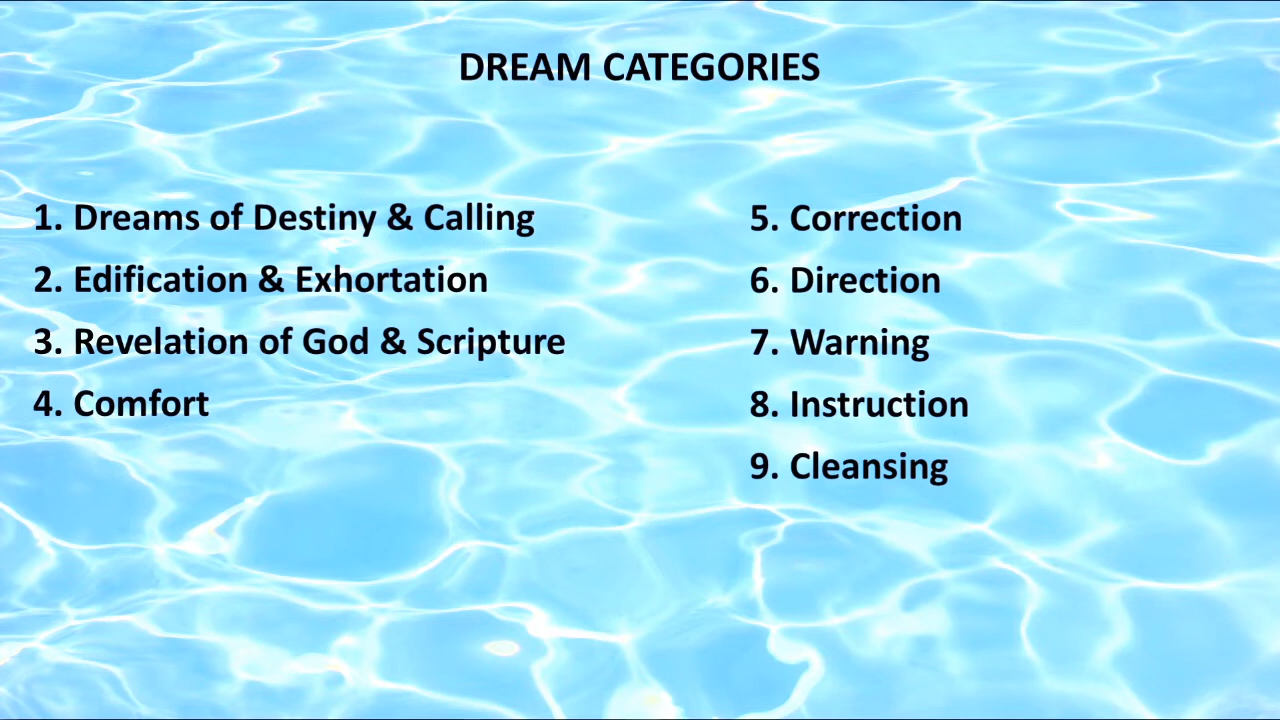 DREAM CATEGORIES
1. Dreams of Destiny & Calling
2. Edification & Exhortation
3. Revelation of God & Scripture
4. Comfort
5. Correction
6. Direction
7. Warning
8. Instruction
9. Cleansing